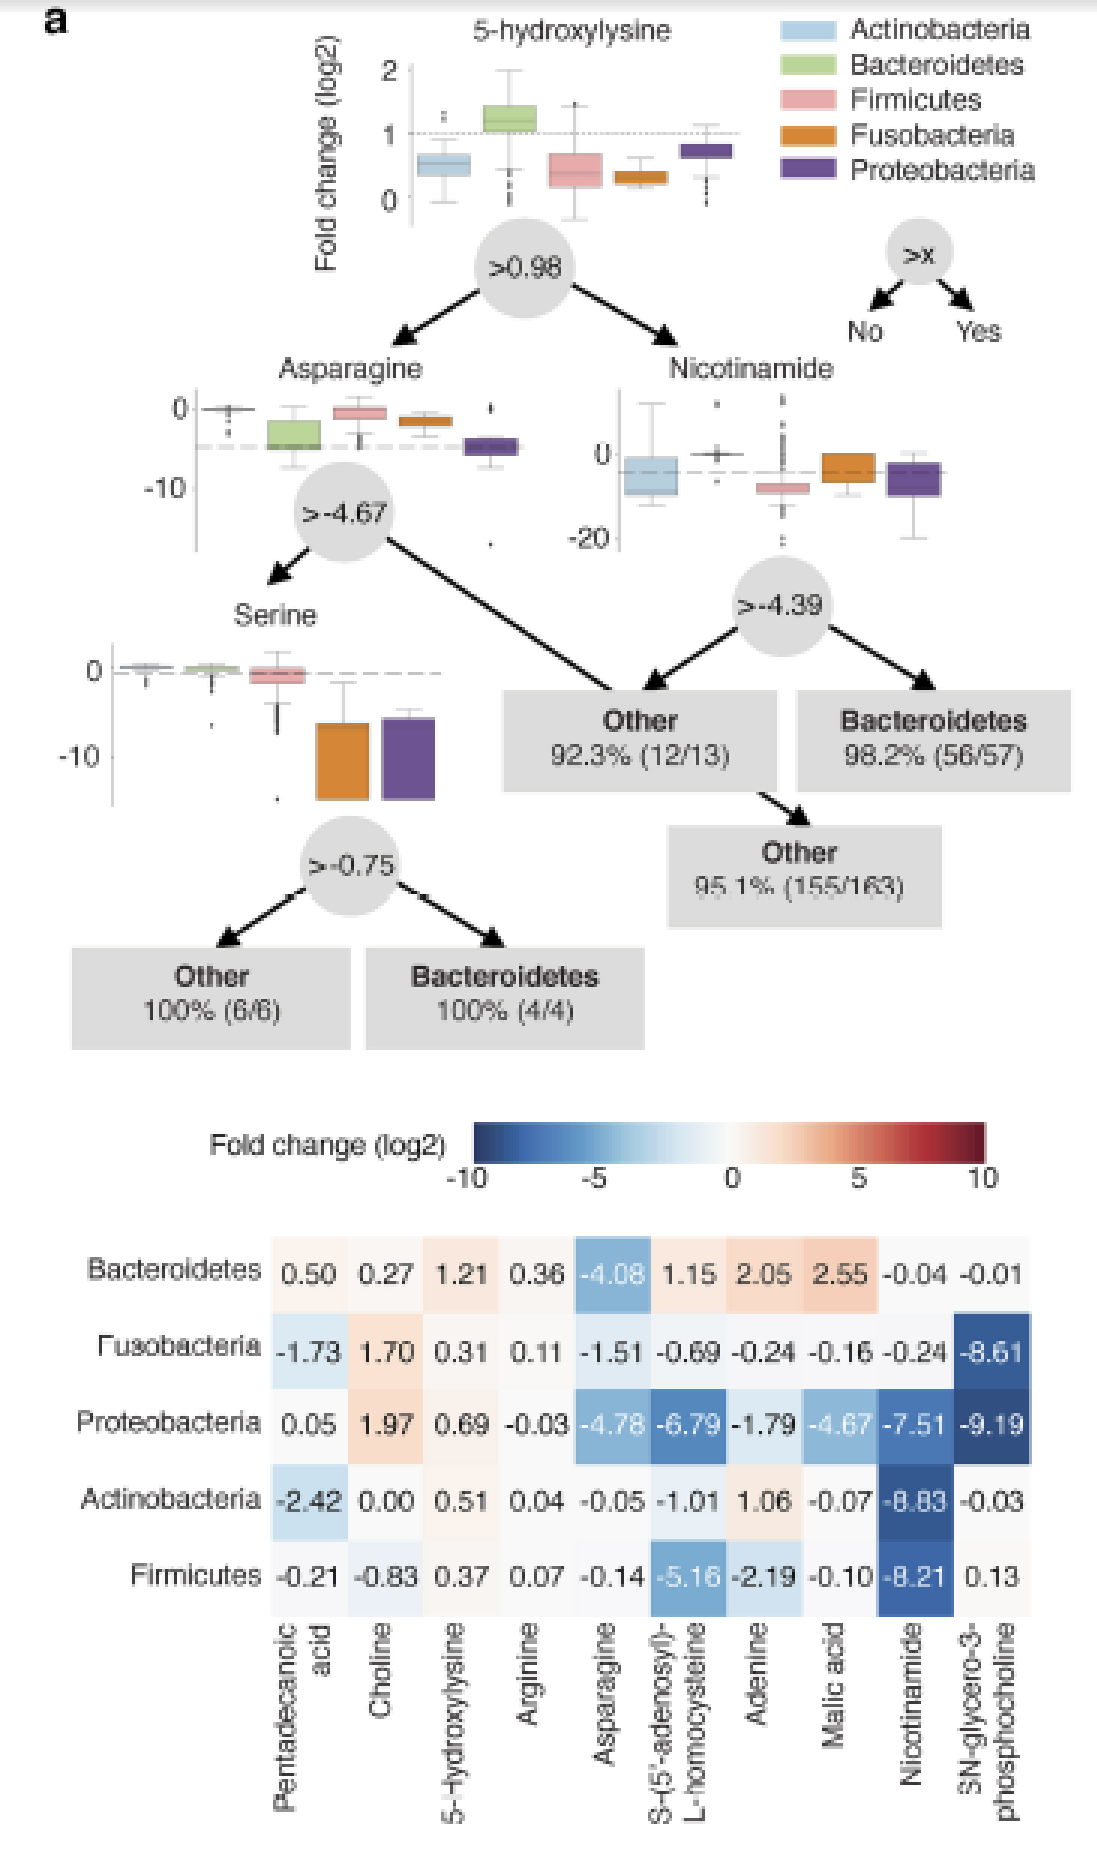 a
5-hydroxylysine
Fold change (log2)
2
1
0
Actinobacteria
Bacteroidetes
Firmicutes
Fusobacteria
Proteobacteria
>0.98
>x
No Yes
Asparagine
0
-10
Nicotinamide
0
-20
>-4.67
>-4.39
Serine
0
-10
Other
92.3% (12/13)
Bacteroidetes
98.2% (56/57)
Other
95.1% (155/163)
>-0.75
Other
100% (6/6)
Bacteroidetes
100% (4/4)
Fold change (log2)
-10 -5 0 5 10
Bacteroidetes 0.50 0.27 1.21 0.36 -4.08 1.15 2.05 2.55 -0.04 -0.01
Fusobacteria -1.73 1.70 0.31 0.11 -1.51 -0.69 -0.24 -0.16 -0.24 -8.61
Proteobacteria 0.05 1.97 0.69 -0.03 -4.78 -6.79 -1.79 -4.67 -7.51 -9.19
Actinobacteria -2.42 0.00 0.51 0.04 -0.05 -1.01 1.06 -0.07 -8.83 -0.03
Firmicutes -0.21 -0.83 0.37 0.07 -0.14 -5.16 -2.19 -0.10 -8.21 0.13
Pentadecanoic
acid
Choline
5-Hydroxylysine
Arginine
Asparagine
S-(5'-adenosyl)-
L-homocysteine
Adenine
Malic acid
Nicotinamide
SN-glycero-3-
phosphocholine